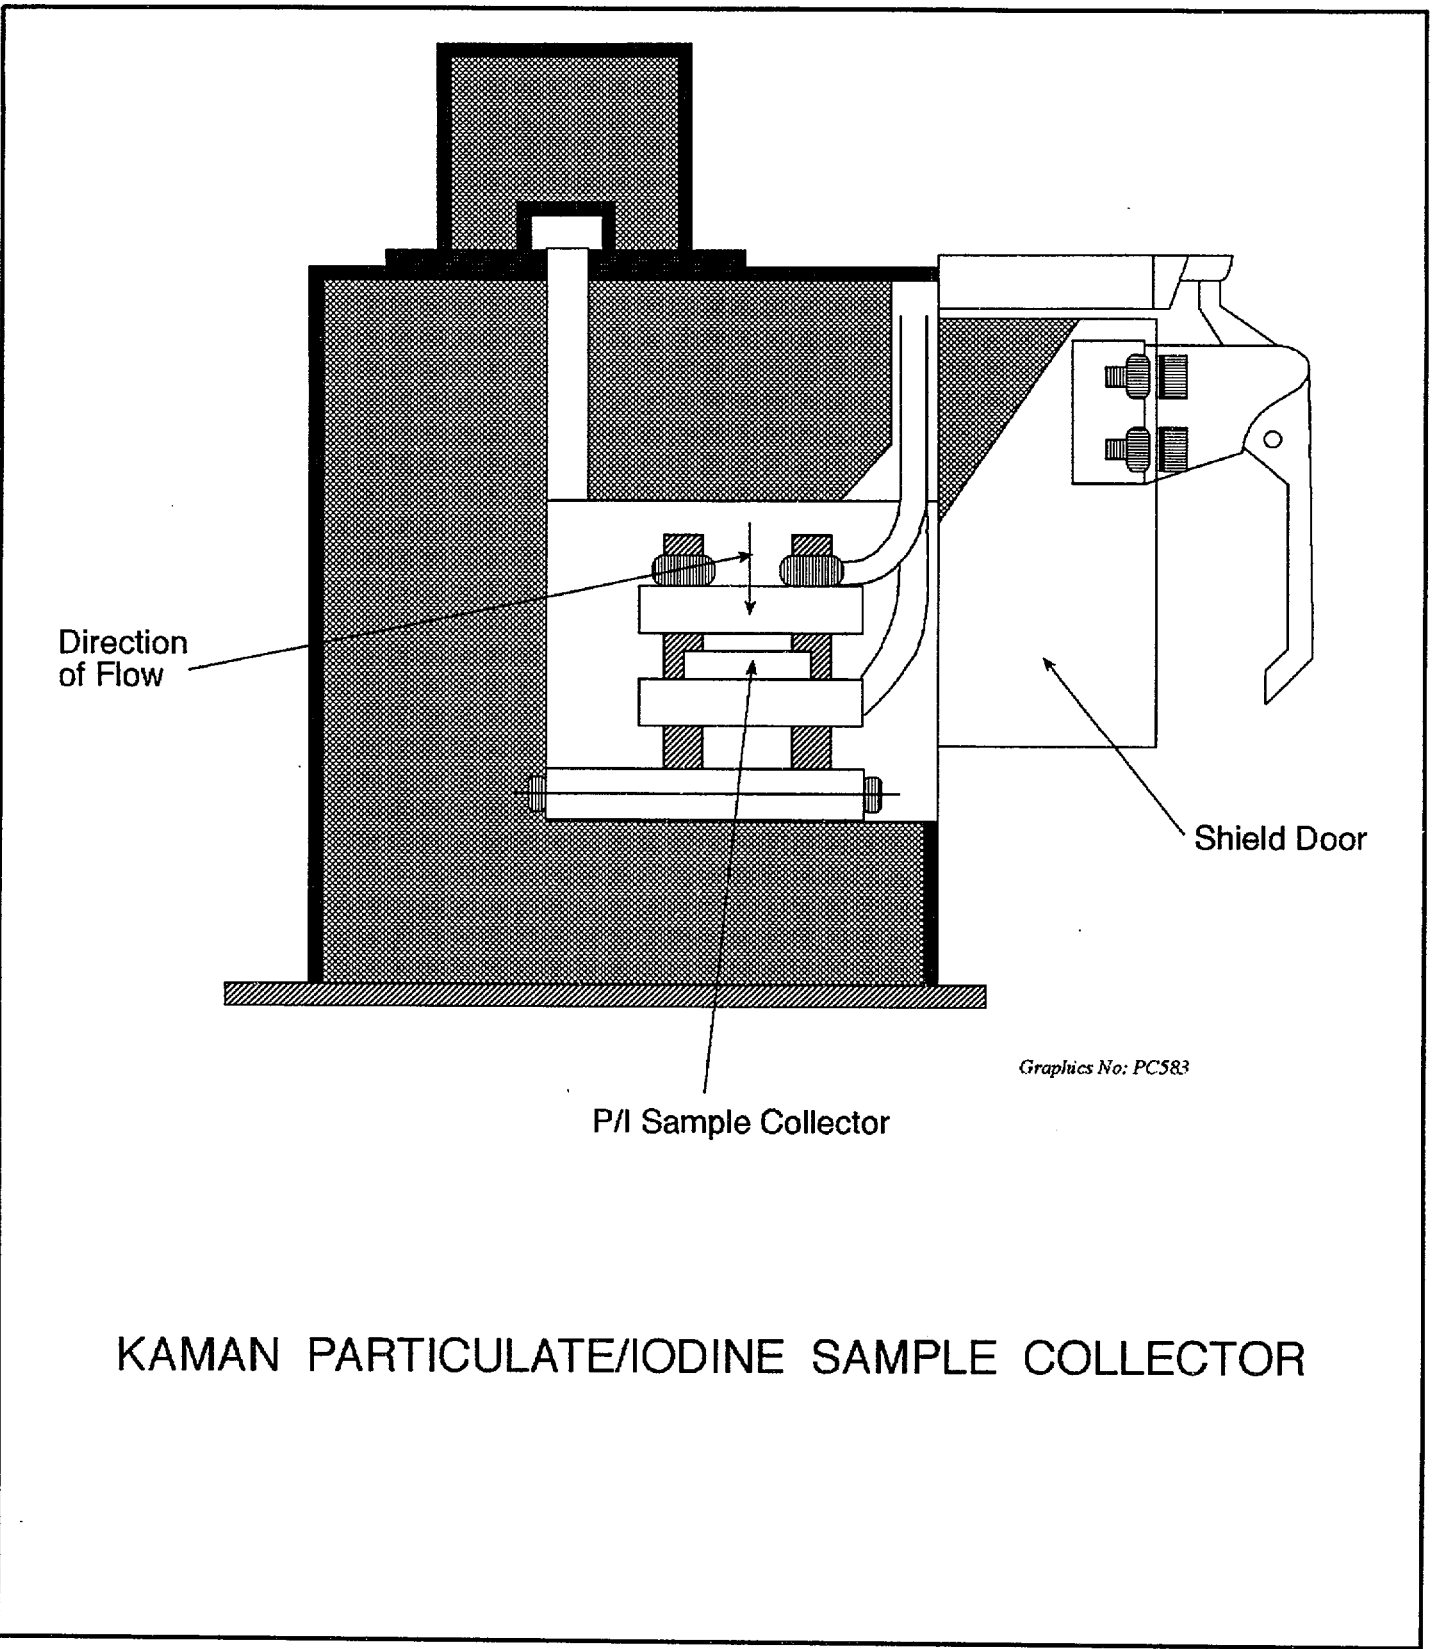 Direction
of Flow
Shield Door
Graphics No: PC583
P/I Sample Collector
KAMAN PARTICULATE/IODINE SAMPLE COLLECTOR